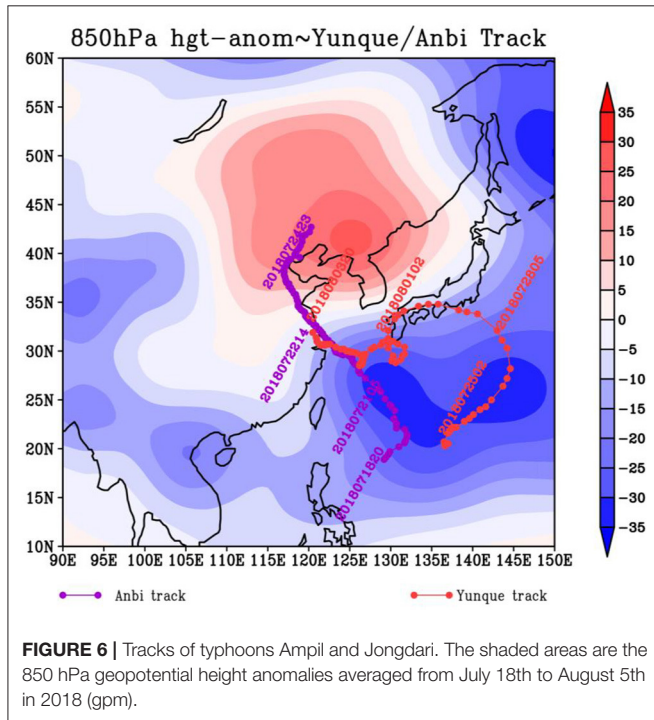 850hPa hgt-anom~Yunque/Anbi Track
60N
55N
50N
45N
40N
35N
30N
25N
20N
15N
10N
90E 95E 100E 105E 110E 115E 120E 125E 130E 135E 140E 145E 150E
2018072423
2018080102
2018072805
2018072214
2018071820
35
30
25
20
15
10
5
0
−5
−10
−15
−20
−25
−30
−35
Anbi track
Yunque track
FIGURE 6 | Tracks of typhoons Ampil and Jongdari. The shaded areas are the
850 hPa geopotential height anomalies averaged from July 18th to August 5th
in 2018 (gpm).